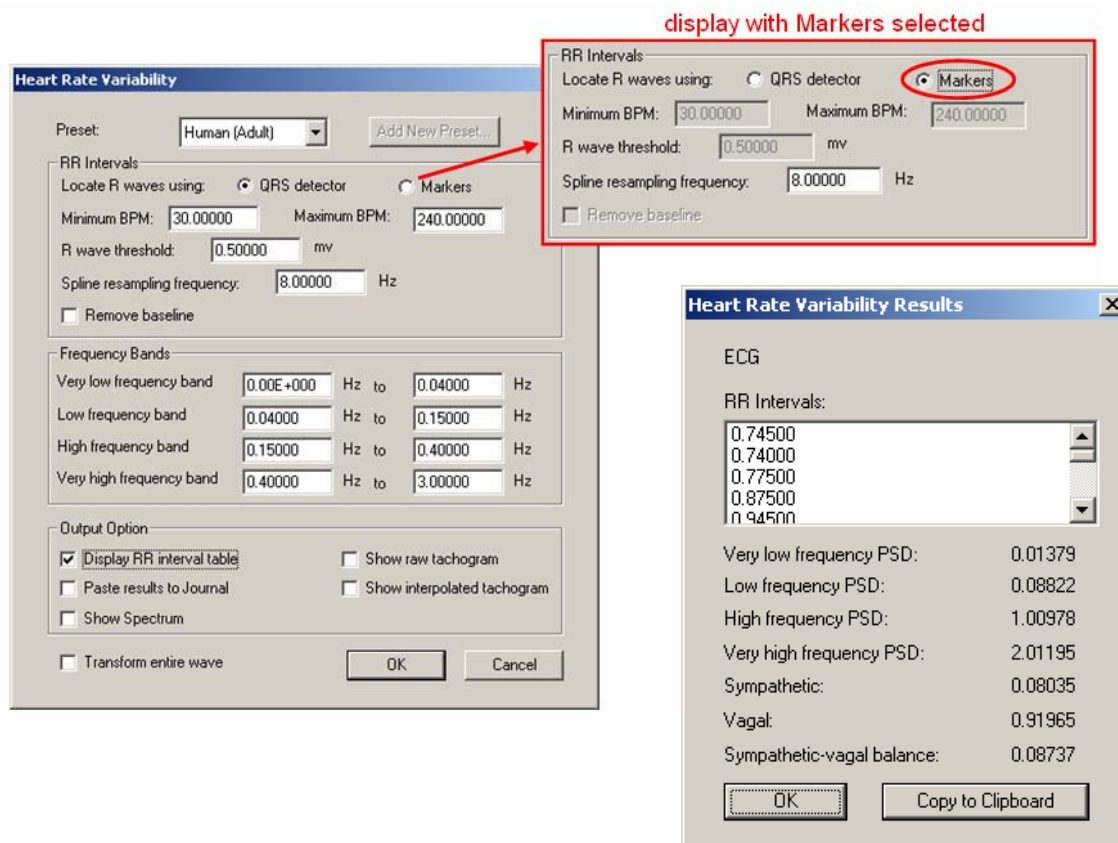 display with Markers selected
RR Intervals
Locate R waves using: QRS detector Markers
Minimum BPM: 30.00000 Maximum BPM: 240.00000
R wave threshold: 0.50000 mv
Spline resampling frequency: 8.00000 Hz
Remove baseline
Heart Rate Variability
Preset: Human (Adult) Add New Preset...
RR Intervals
Locate R waves using: QRS detector Markers
Minimum BPM: 30.00000 Maximum BPM: 240.00000
R wave threshold: 0.50000 mv
Spline resampling frequency: 8.00000 Hz
Remove baseline
Frequency Bands
Very low frequency band 0.00E+000 Hz to 0.04000 Hz
Low frequency band 0.04000 Hz to 0.15000 Hz
High frequency band 0.15000 Hz to 0.40000 Hz
Very high frequency band 0.40000 Hz to 3.00000 Hz
Output Option
Display RR interval table Show raw tachogram
Paste results to Journal Show interpolated tachogram
Show Spectrum
Transform entire wave OK Cancel
Heart Rate Variability Results
ECG
RR Intervals:
0.74500
0.74000
0.77500
0.87500
0.94500
Very low frequency PSD: 0.01379
Low frequency PSD: 0.08822
High frequency PSD: 1.00978
Very high frequency PSD: 2.01195
Sympathetic: 0.08035
Vagal: 0.91965
Sympathetic-vagal balance: 0.08737
OK Copy to Clipboard